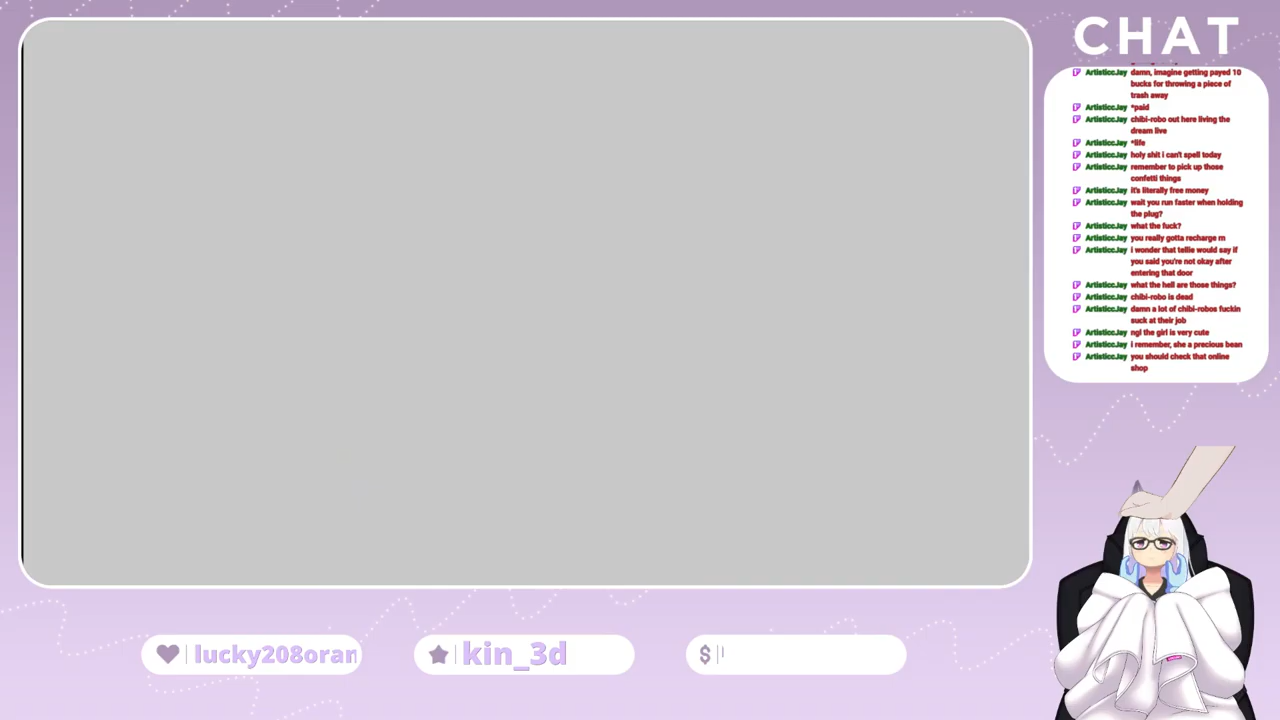 CHAT
ArtisticcJay damn, imagine getting payed 10
bucks for throwing a piece of
trash away
ArtisticcJay *paid
ArtisticcJay chibi-robo out here living the
dream live
ArtisticcJay *life
ArtisticcJay holy shit i can't spell today
ArtisticcJay remember to pick up those
confetti things
ArtisticcJay it's literally free money
ArtisticcJay wait you run faster when holding
the plug?
ArtisticcJay what the fuck?
ArtisticcJay you really gotta recharge rn
ArtisticcJay i wonder that tellie would say if
you said you're not okay after
entering that door
ArtisticcJay what the hell are those things?
ArtisticcJay chibi-robo is dead
ArtisticcJay damn a lot of chibi-robos fuckin
suck at their job
ArtisticcJay ngl the girl is very cute
ArtisticcJay i remember, she a precious bean
ArtisticcJay you should check that online
shop
lucky208oran
kin_3d
$